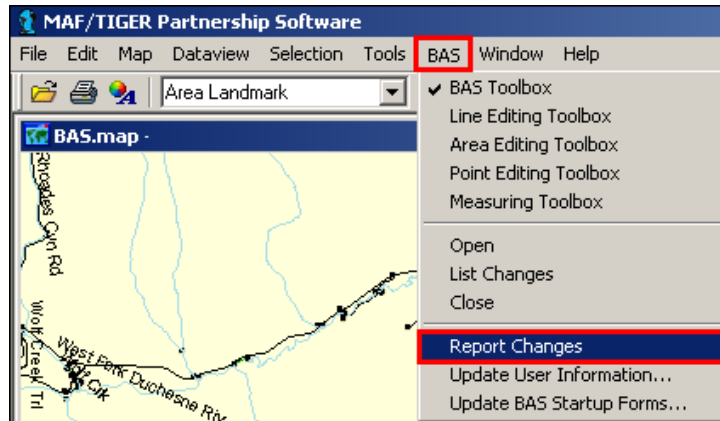 MAF/TIGER Partnership Software
File Edit Map Dataview Selection Tools BAS Window Help
Area Landmark
BAS.map -
BAS Toolbox
Line Editing Toolbox
Area Editing Toolbox
Point Editing Toolbox
Measuring Toolbox
Open
List Changes
Close
Report Changes
Update User Information...
Update BAS Startup Forms...
Rhoades Cyn Rd
Wolf Creek Trl
West Fork Duchesne Riv
Crk